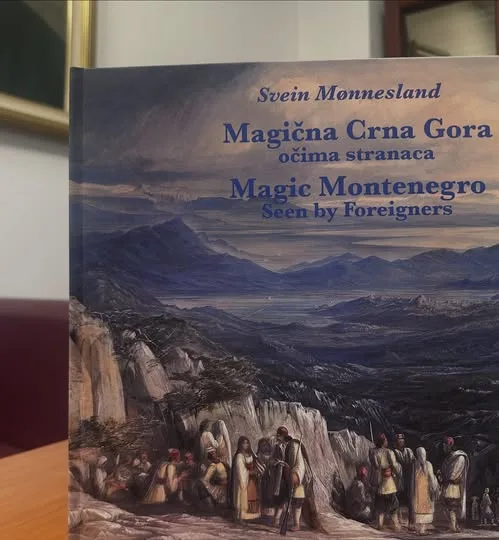 Svein Mønnesland
Magična Crna Gora
očima stranaca
Magic Montenegro
Seen by Foreigners